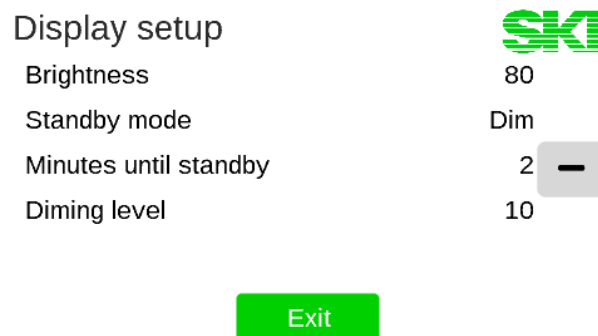 Display setup
Brightness 80
Standby mode Dim
Minutes until standby 2 −
Diming level 10
Exit